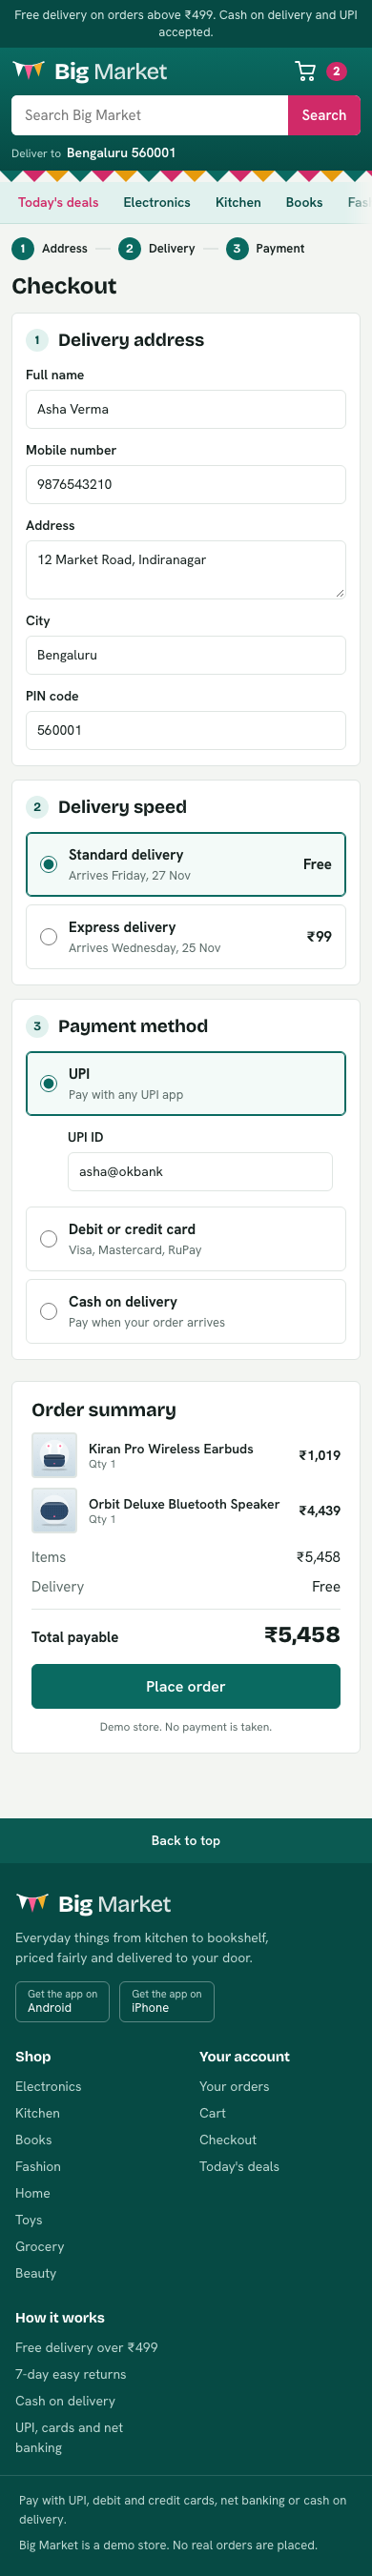 Free delivery on orders above ₹499. Cash on delivery and UPI
accepted.
Big Market
2
Search Big Market
Search
Deliver to Bengaluru 560001
Today's deals Electronics Kitchen Books
1 Address 2 Delivery 3 Payment
Checkout
1 Delivery address
Full name
Asha Verma
Mobile number
9876543210
Address
12 Market Road, Indiranagar
City
Bengaluru
PIN code
560001
2 Delivery speed
Standard delivery
Arrives Friday, 27 Nov
Free
Express delivery
Arrives Wednesday, 25 Nov
₹99
3 Payment method
UPI
Pay with any UPI app
UPI ID
asha@okbank
Debit or credit card
Visa, Mastercard, RuPay
Cash on delivery
Pay when your order arrives
Order summary
Kiran Pro Wireless Earbuds
Qty 1
₹1,019
Orbit Deluxe Bluetooth Speaker
Qty 1
₹4,439
Items ₹5,458
Delivery Free
Total payable ₹5,458
Place order
Demo store. No payment is taken.
Back to top
Big Market
Everyday things from kitchen to bookshelf,
priced fairly and delivered to your door.
Get the app on
Android
Get the app on
iPhone
Shop
Electronics
Kitchen
Books
Fashion
Home
Toys
Grocery
Beauty
Your account
Your orders
Cart
Checkout
Today's deals
How it works
Free delivery over ₹499
7-day easy returns
Cash on delivery
UPI, cards and net
banking
Pay with UPI, debit and credit cards, net banking or cash on
delivery.
Big Market is a demo store. No real orders are placed.